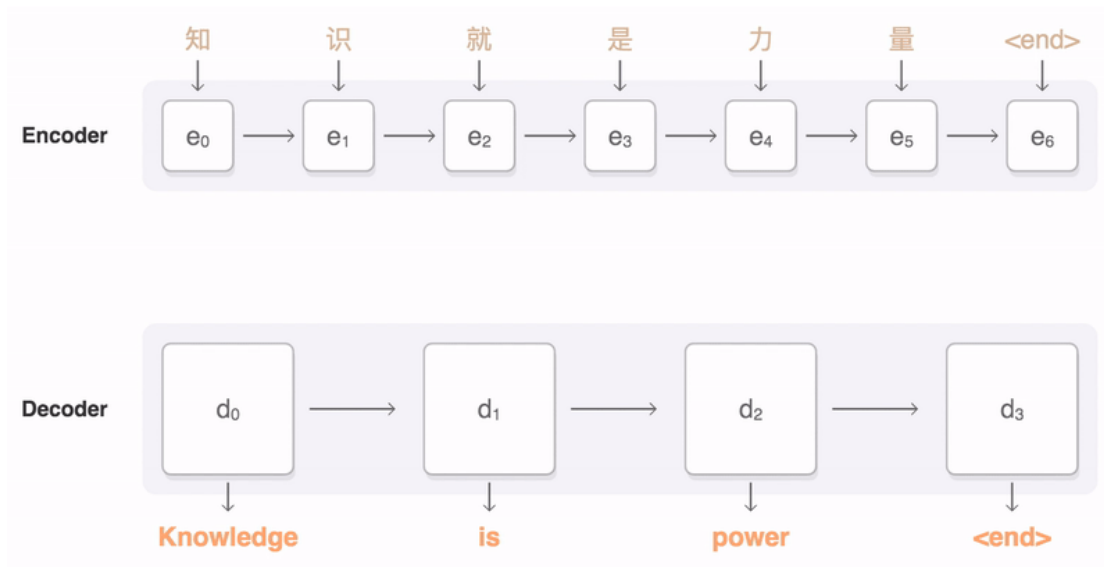 知 识 就 是 力 量 <end>
Encoder e₀ e₁ e₂ e₃ e₄ e₅ e₆
Decoder d₀ d₁ d₂ d₃
Knowledge is power <end>